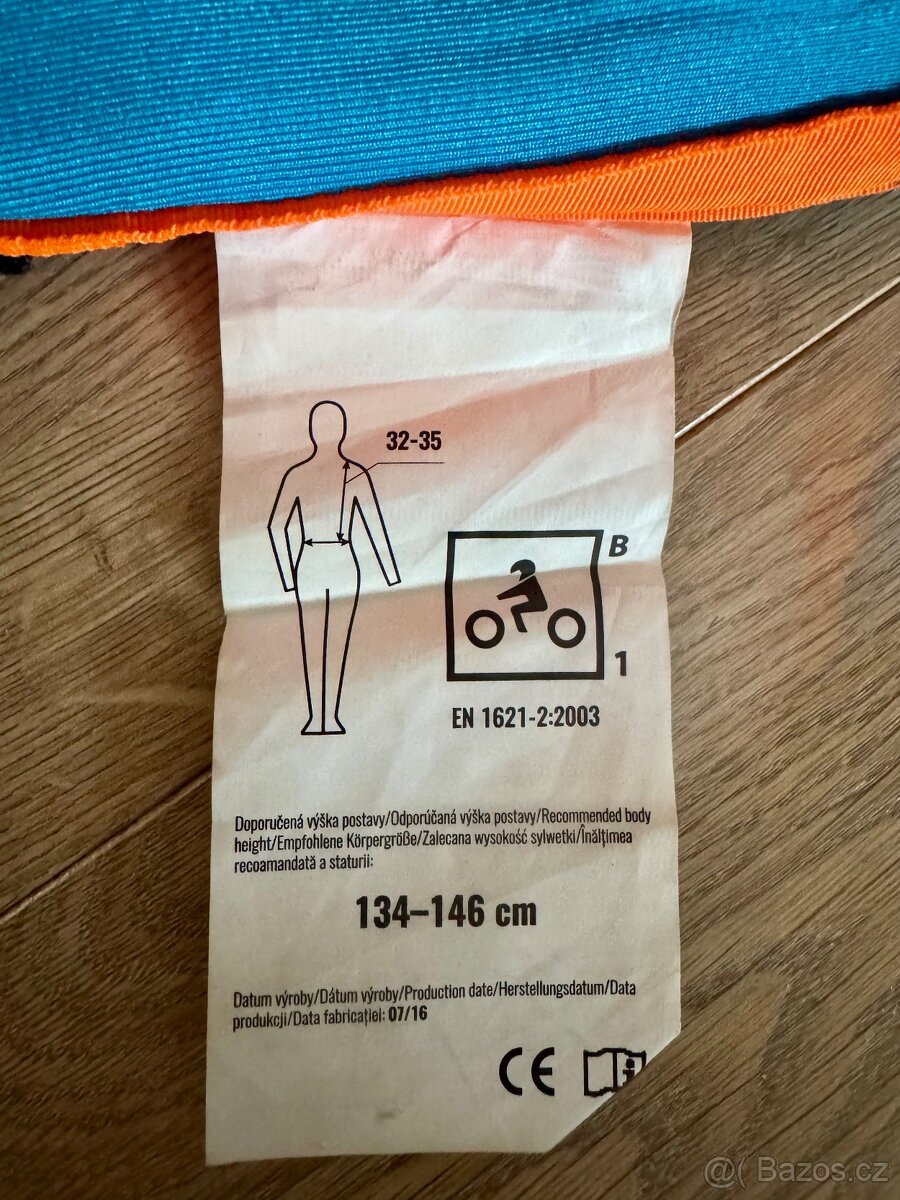 32-35
B
1
EN 1621-2:2003
Doporučená výška postavy/Odporúčaná výška postavy/Recommended body
height/Empfohlene Körpergröße/Zalecana wysokość sylwetki/Înălțimea
recoamandată a staturii:
134–146 cm
Datum výroby/Dátum výroby/Production date/Herstellungsdatum/Data
produkcji/Data fabricației: 07/16
CE
i
@( Bazos.cz